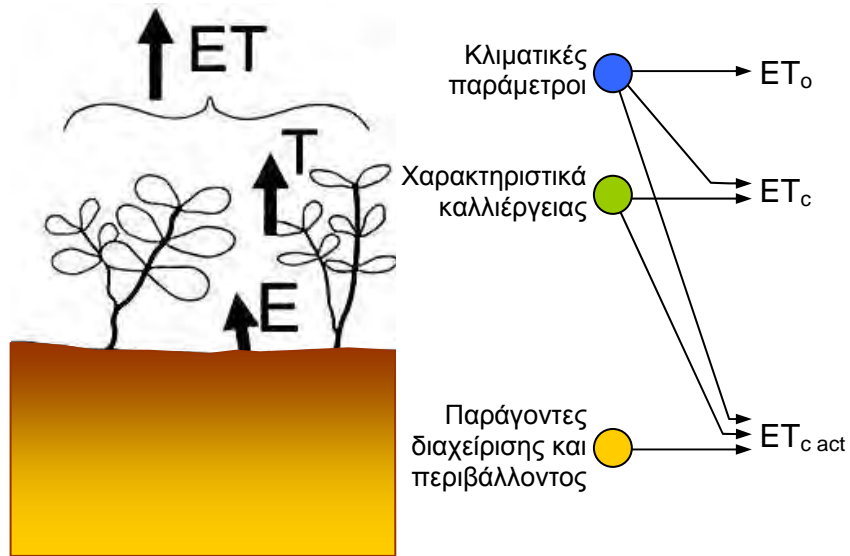 ET
T
E
Κλιματικές
παράμετροι
ETo
Χαρακτηριστικά
καλλιέργειας
ETc
Παράγοντες
διαχείρισης και
περιβάλλοντος
ETc act